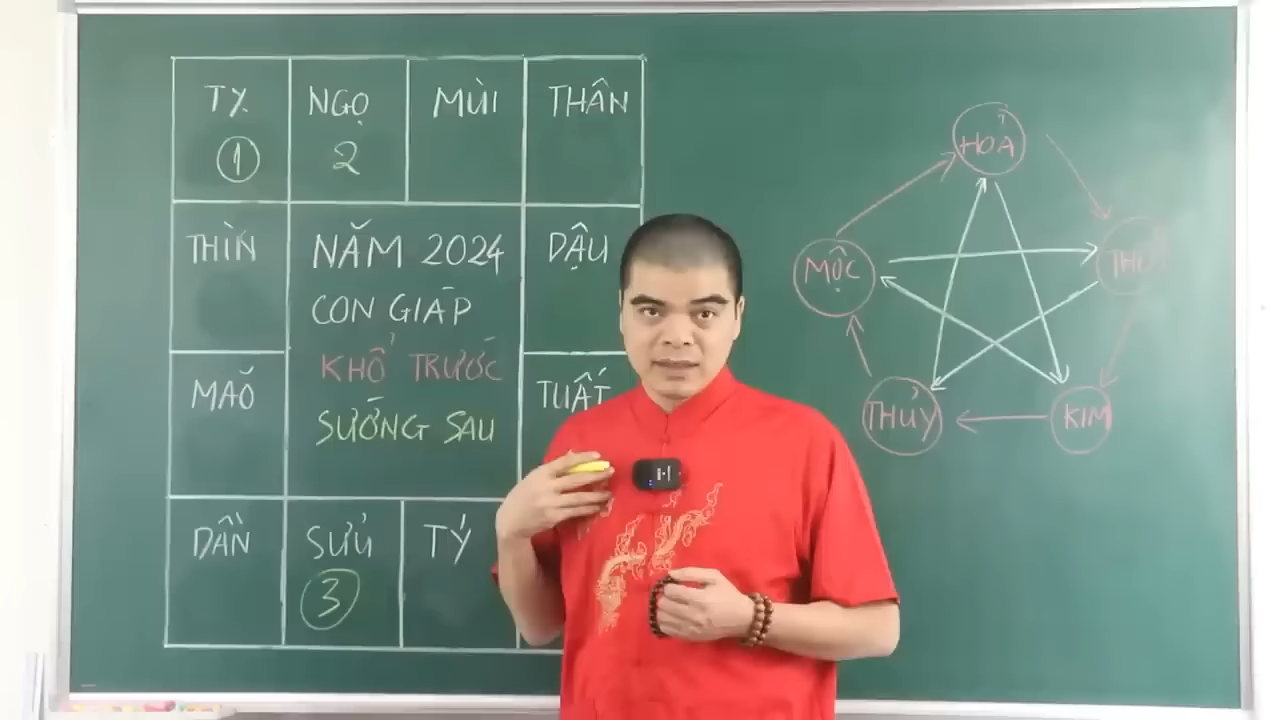 TỴ NGỌ MÙI THÂN
① 2
THÌN
NĂM 2024
DẬU
CON GIÁP
KHỔ TRƯỚC
SƯỚNG SAU
MÃO
TUẤT
DẦN SỬU TÝ
③
HỎA
MỘC
THỦY
KIM